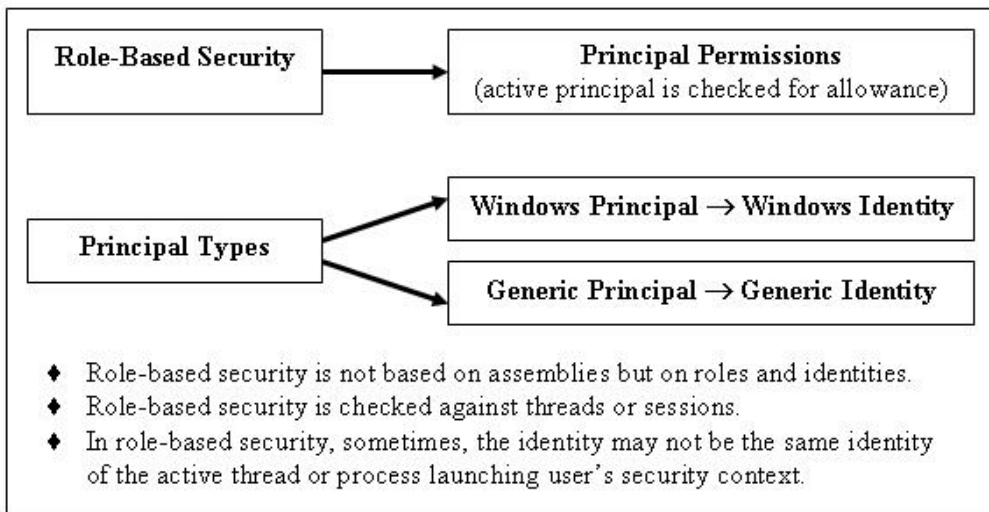 Role-Based Security
Principal Permissions
(active principal is checked for allowance)
Principal Types
Windows Principal → Windows Identity
Generic Principal → Generic Identity
♦ Role-based security is not based on assemblies but on roles and identities.
♦ Role-based security is checked against threads or sessions.
♦ In role-based security, sometimes, the identity may not be the same identity
of the active thread or process launching user's security context.